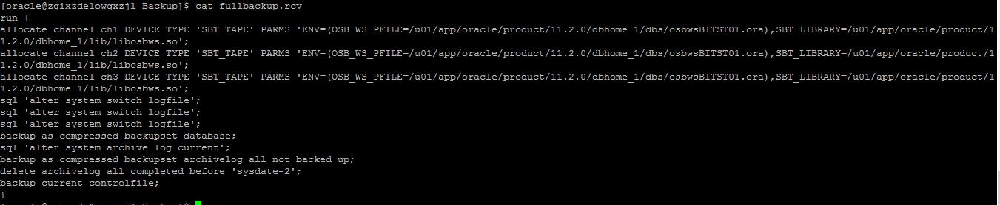 [oracle@zgixzde1owqxzjl Backup]$ cat fullbackup.rcv
run {
allocate channel ch1 DEVICE TYPE 'SBT_TAPE' PARMS 'ENV=(OSB_WS_PFILE=/u01/app/oracle/product/11.2.0/dbhome_1/dbs/osbwsBITST01.ora),SBT_LIBRARY=/u01/app/oracle/product/1
1.2.0/dbhome_1/lib/libosbws.so';
allocate channel ch2 DEVICE TYPE 'SBT_TAPE' PARMS 'ENV=(OSB_WS_PFILE=/u01/app/oracle/product/11.2.0/dbhome_1/dbs/osbwsBITST01.ora),SBT_LIBRARY=/u01/app/oracle/product/1
1.2.0/dbhome_1/lib/libosbws.so';
allocate channel ch3 DEVICE TYPE 'SBT_TAPE' PARMS 'ENV=(OSB_WS_PFILE=/u01/app/oracle/product/11.2.0/dbhome_1/dbs/osbwsBITST01.ora),SBT_LIBRARY=/u01/app/oracle/product/1
1.2.0/dbhome_1/lib/libosbws.so';
sql 'alter system switch logfile';
sql 'alter system switch logfile';
sql 'alter system switch logfile';
backup as compressed backupset database;
sql 'alter system archive log current';
backup as compressed backupset archivelog all not backed up;
delete archivelog all completed before 'sysdate-2';
backup current controlfile;
}